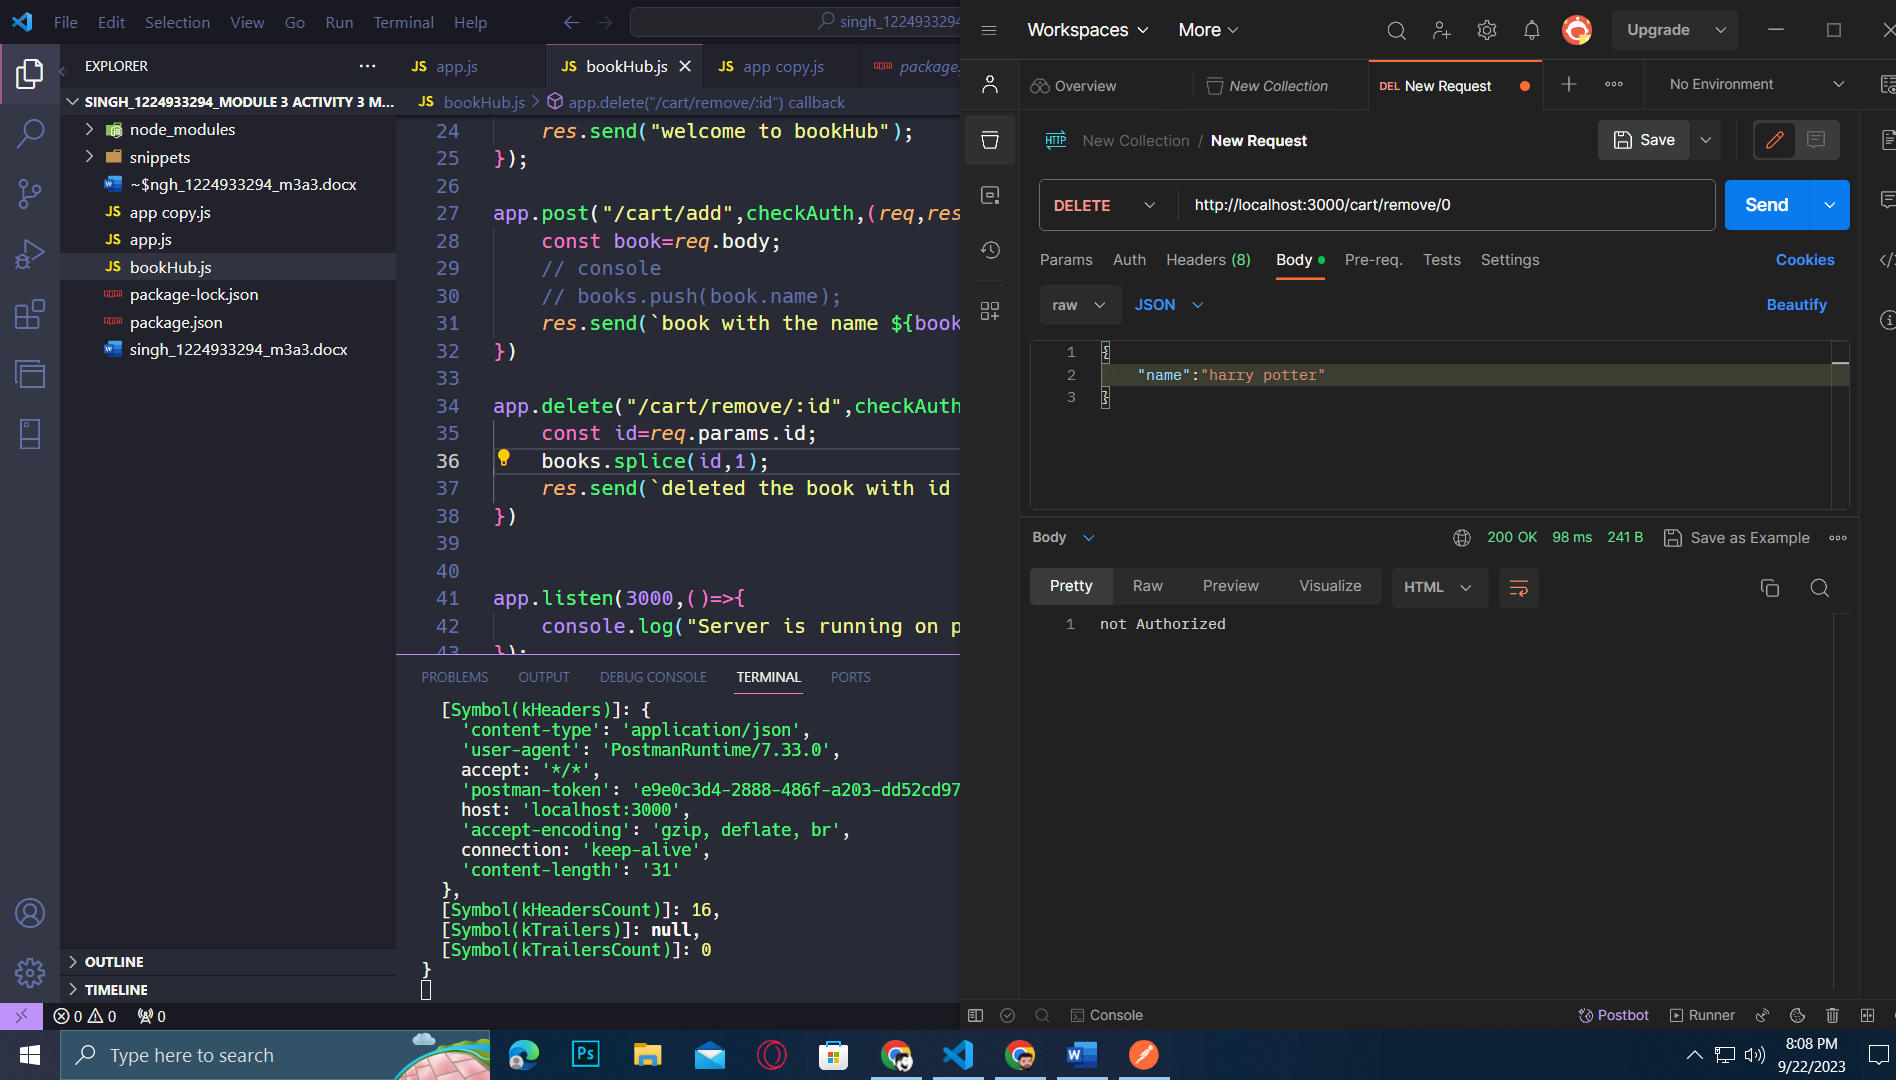 File Edit Selection View Go Run Terminal Help
singh_1224933294
EXPLORER
SINGH_1224933294_MODULE 3 ACTIVITY 3 M...
node_modules
snippets
~$ngh_1224933294_m3a3.docx
app copy.js
app.js
bookHub.js
package-lock.json
package.json
singh_1224933294_m3a3.docx
OUTLINE
TIMELINE
JS app.js
JS bookHub.js
JS app copy.js
package.
JS bookHub.js > app.delete("/cart/remove/:id") callback
24 res.send("welcome to bookHub");
25 });
26
27 app.post("/cart/add",checkAuth,(req,res
28 const book=req.body;
29 // console
30 // books.push(book.name);
31 res.send(`book with the name ${book
32 })
33
34 app.delete("/cart/remove/:id",checkAuth
35 const id=req.params.id;
36 books.splice(id,1);
37 res.send(`deleted the book with id
38 })
39
40
41 app.listen(3000,()=>{
42 console.log("Server is running on p
43 });
PROBLEMS OUTPUT DEBUG CONSOLE TERMINAL PORTS
[Symbol(kHeaders)]: {
'content-type': 'application/json',
'user-agent': 'PostmanRuntime/7.33.0',
accept: '*/*',
'postman-token': 'e9e0c3d4-2888-486f-a203-dd52cd97
host: 'localhost:3000',
'accept-encoding': 'gzip, deflate, br',
connection: 'keep-alive',
'content-length': '31'
},
[Symbol(kHeadersCount)]: 16,
[Symbol(kTrailers)]: null,
[Symbol(kTrailersCount)]: 0
}
0 0 0
Workspaces More Upgrade
Overview New Collection DEL New Request No Environment
HTTP New Collection / New Request Save
DELETE http://localhost:3000/cart/remove/0 Send
Params Auth Headers (8) Body Pre-req. Tests Settings Cookies
raw JSON Beautify
1 {
2 "name":"harry potter"
3 }
Body 200 OK 98 ms 241 B Save as Example
Pretty Raw Preview Visualize HTML
1 not Authorized
Console Postbot Runner
Type here to search
Ps
8:08 PM
9/22/2023